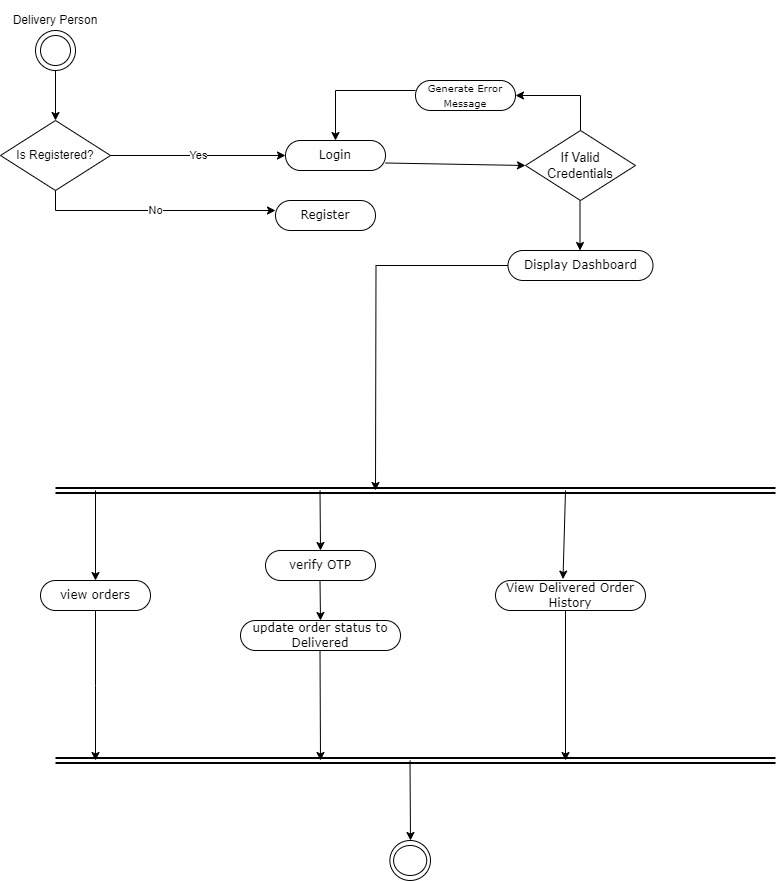 Delivery Person
Generate Error
Message
Is Registered?
Yes
Login
If Valid
Credentials
No
Register
Display Dashboard
verify OTP
view orders
View Delivered Order
History
update order status to
Delivered